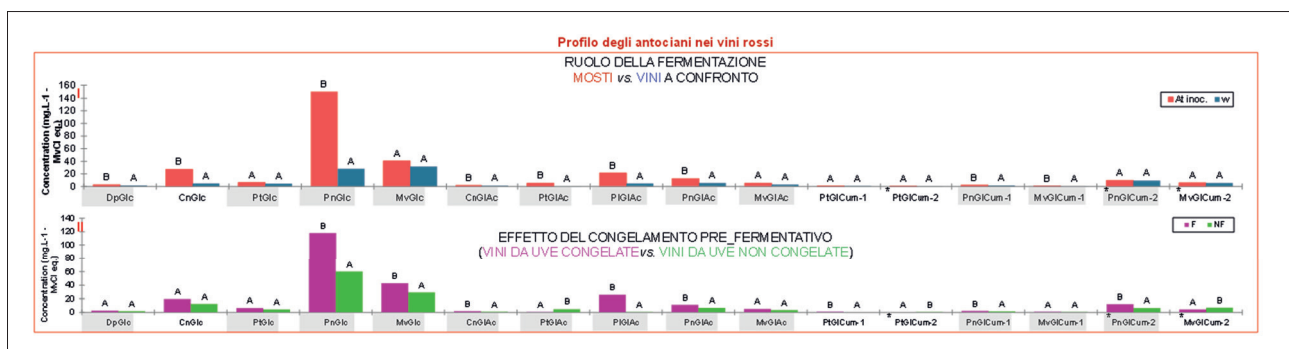 Profilo degli antociani nei vini rossi
RUOLO DELLA FERMENTAZIONE
MOSTI vs. VINI A CONFRONTO
Concentration (mg.L-1 - MvCl eq.)
160
140
120
100
80
60
40
20
0
At inoc. w
B A B A A A B A A A A A B A B A B A A A A A A A B A B A A A A A
DpGlc CnGlc PtGlc PnGlc MvGlc CnGlAc PtGlAc PlGlAc PnGlAc MvGlAc PtGlCum-1 *PtGlCum-2 PnGlCum-1 MvGlCum-1 *PnGlCum-2 *MvGlCum-2
EFFETTO DEL CONGELAMENTO PRE_FERMENTATIVO
(VINI DA UVE CONGELATE vs. VINI DA UVE NON CONGELATE)
Concentration (mg.L-1 - MvCl eq.)
140
120
100
80
60
40
20
0
F NF
A A A A A A B A B A B A A B B A B A A A B A A B B A A A B A A B
DpGlc CnGlc PtGlc PnGlc MvGlc CnGlAc PtGlAc PlGlAc PnGlAc MvGlAc PtGlCum-1 *PtGlCum-2 PnGlCum-1 MvGlCum-1 *PnGlCum-2 *MvGlCum-2